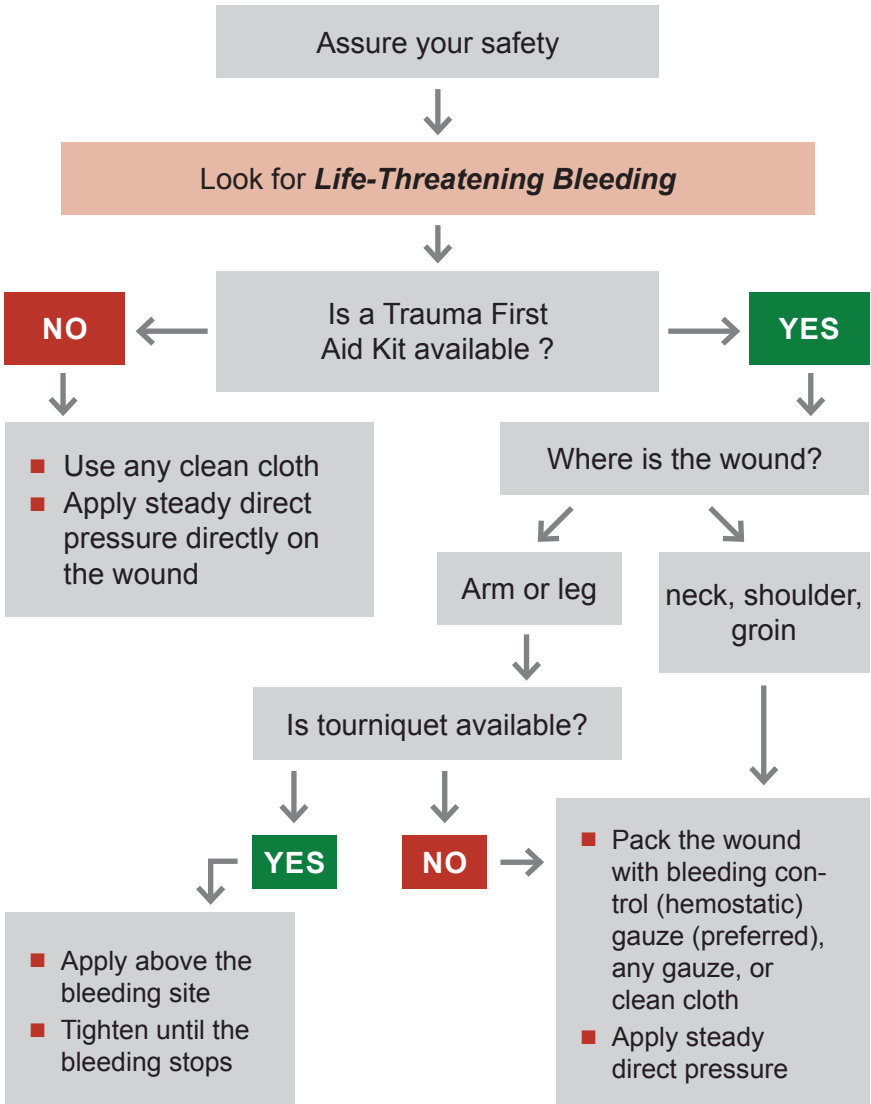 Assure your safety
Look for Life-Threatening Bleeding
Is a Trauma First
Aid Kit available ?
NO
YES
■ Use any clean cloth
■ Apply steady direct
pressure directly on
the wound
Where is the wound?
Arm or leg
neck, shoulder,
groin
Is tourniquet available?
YES
NO
■ Apply above the
bleeding site
■ Tighten until the
bleeding stops
■ Pack the wound
with bleeding con-
trol (hemostatic)
gauze (preferred),
any gauze, or
clean cloth
■ Apply steady
direct pressure